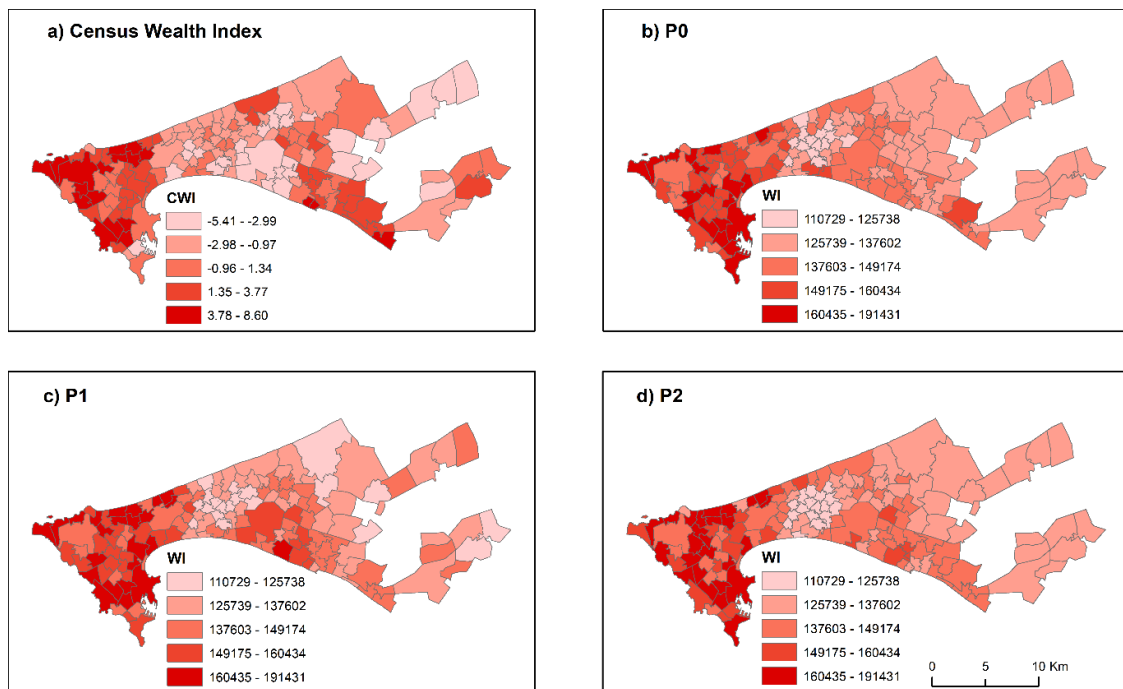 a) Census Wealth Index
CWI
-5.41 - -2.99
-2.98 - -0.97
-0.96 - 1.34
1.35 - 3.77
3.78 - 8.60
b) P0
WI
110729 - 125738
125739 - 137602
137603 - 149174
149175 - 160434
160435 - 191431
c) P1
WI
110729 - 125738
125739 - 137602
137603 - 149174
149175 - 160434
160435 - 191431
d) P2
WI
110729 - 125738
125739 - 137602
137603 - 149174
149175 - 160434
160435 - 191431
0 5 10 Km